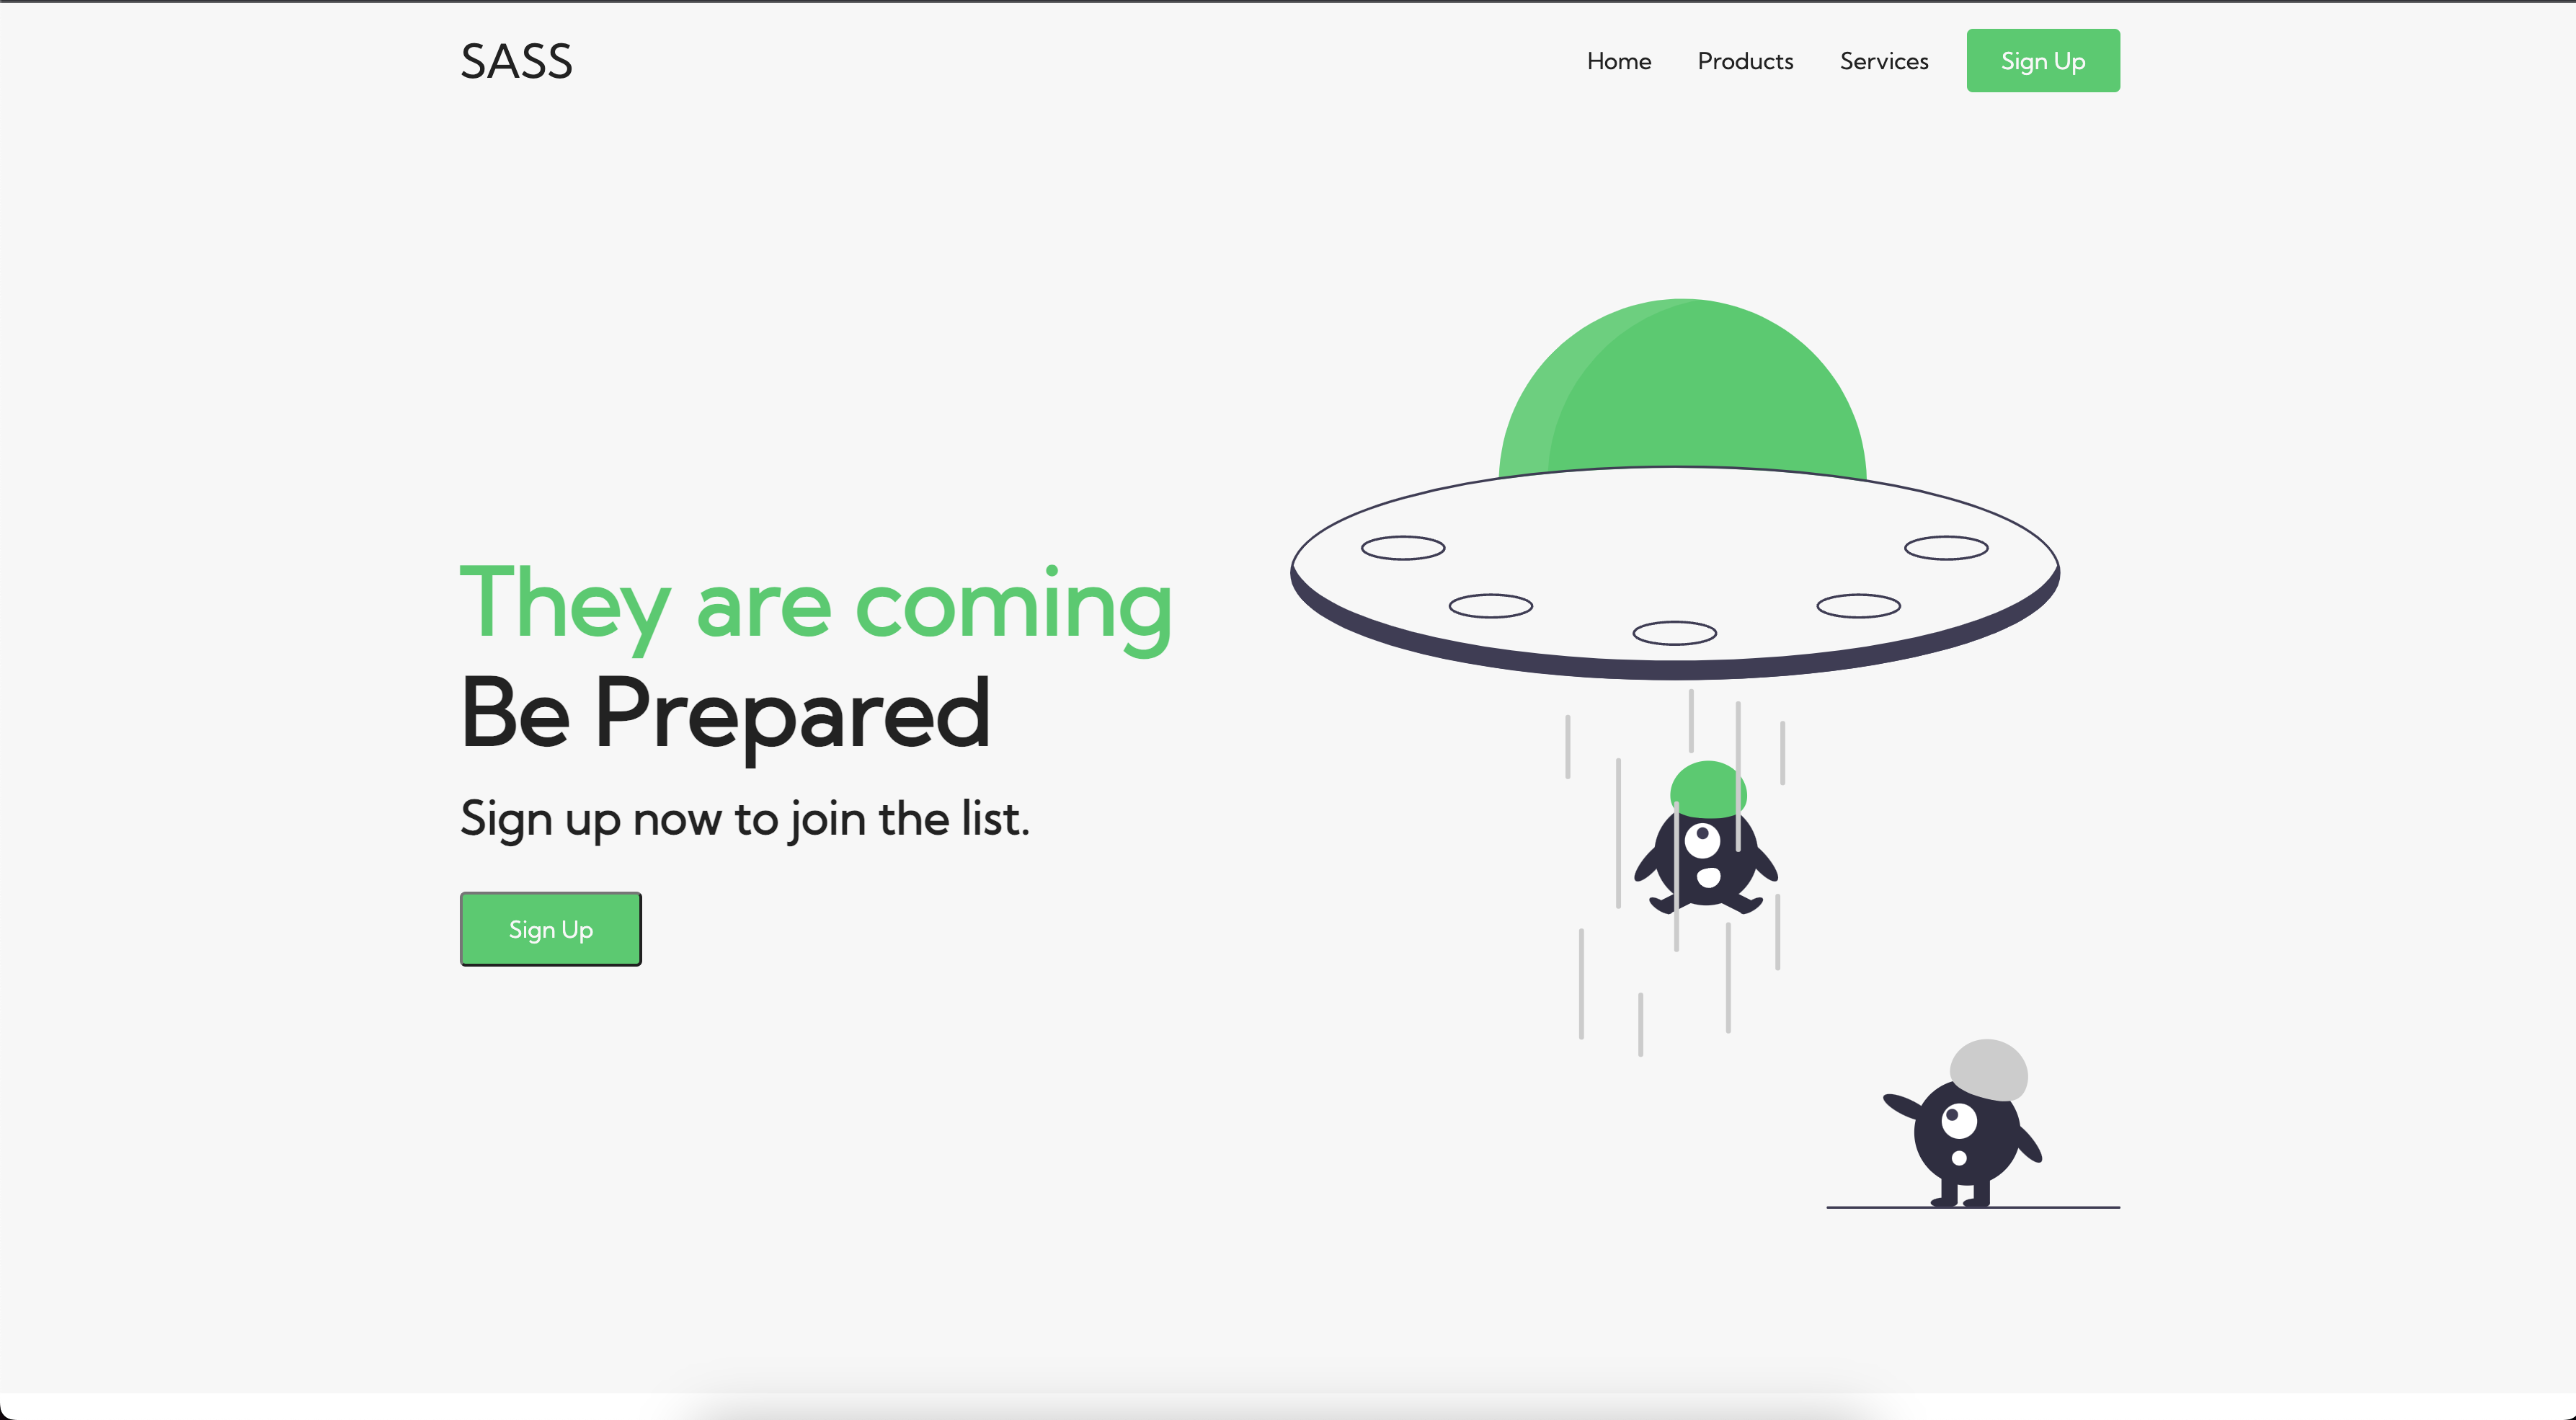 SASS
Home
Products
Services
Sign Up
They are coming
Be Prepared
Sign up now to join the list.
Sign Up